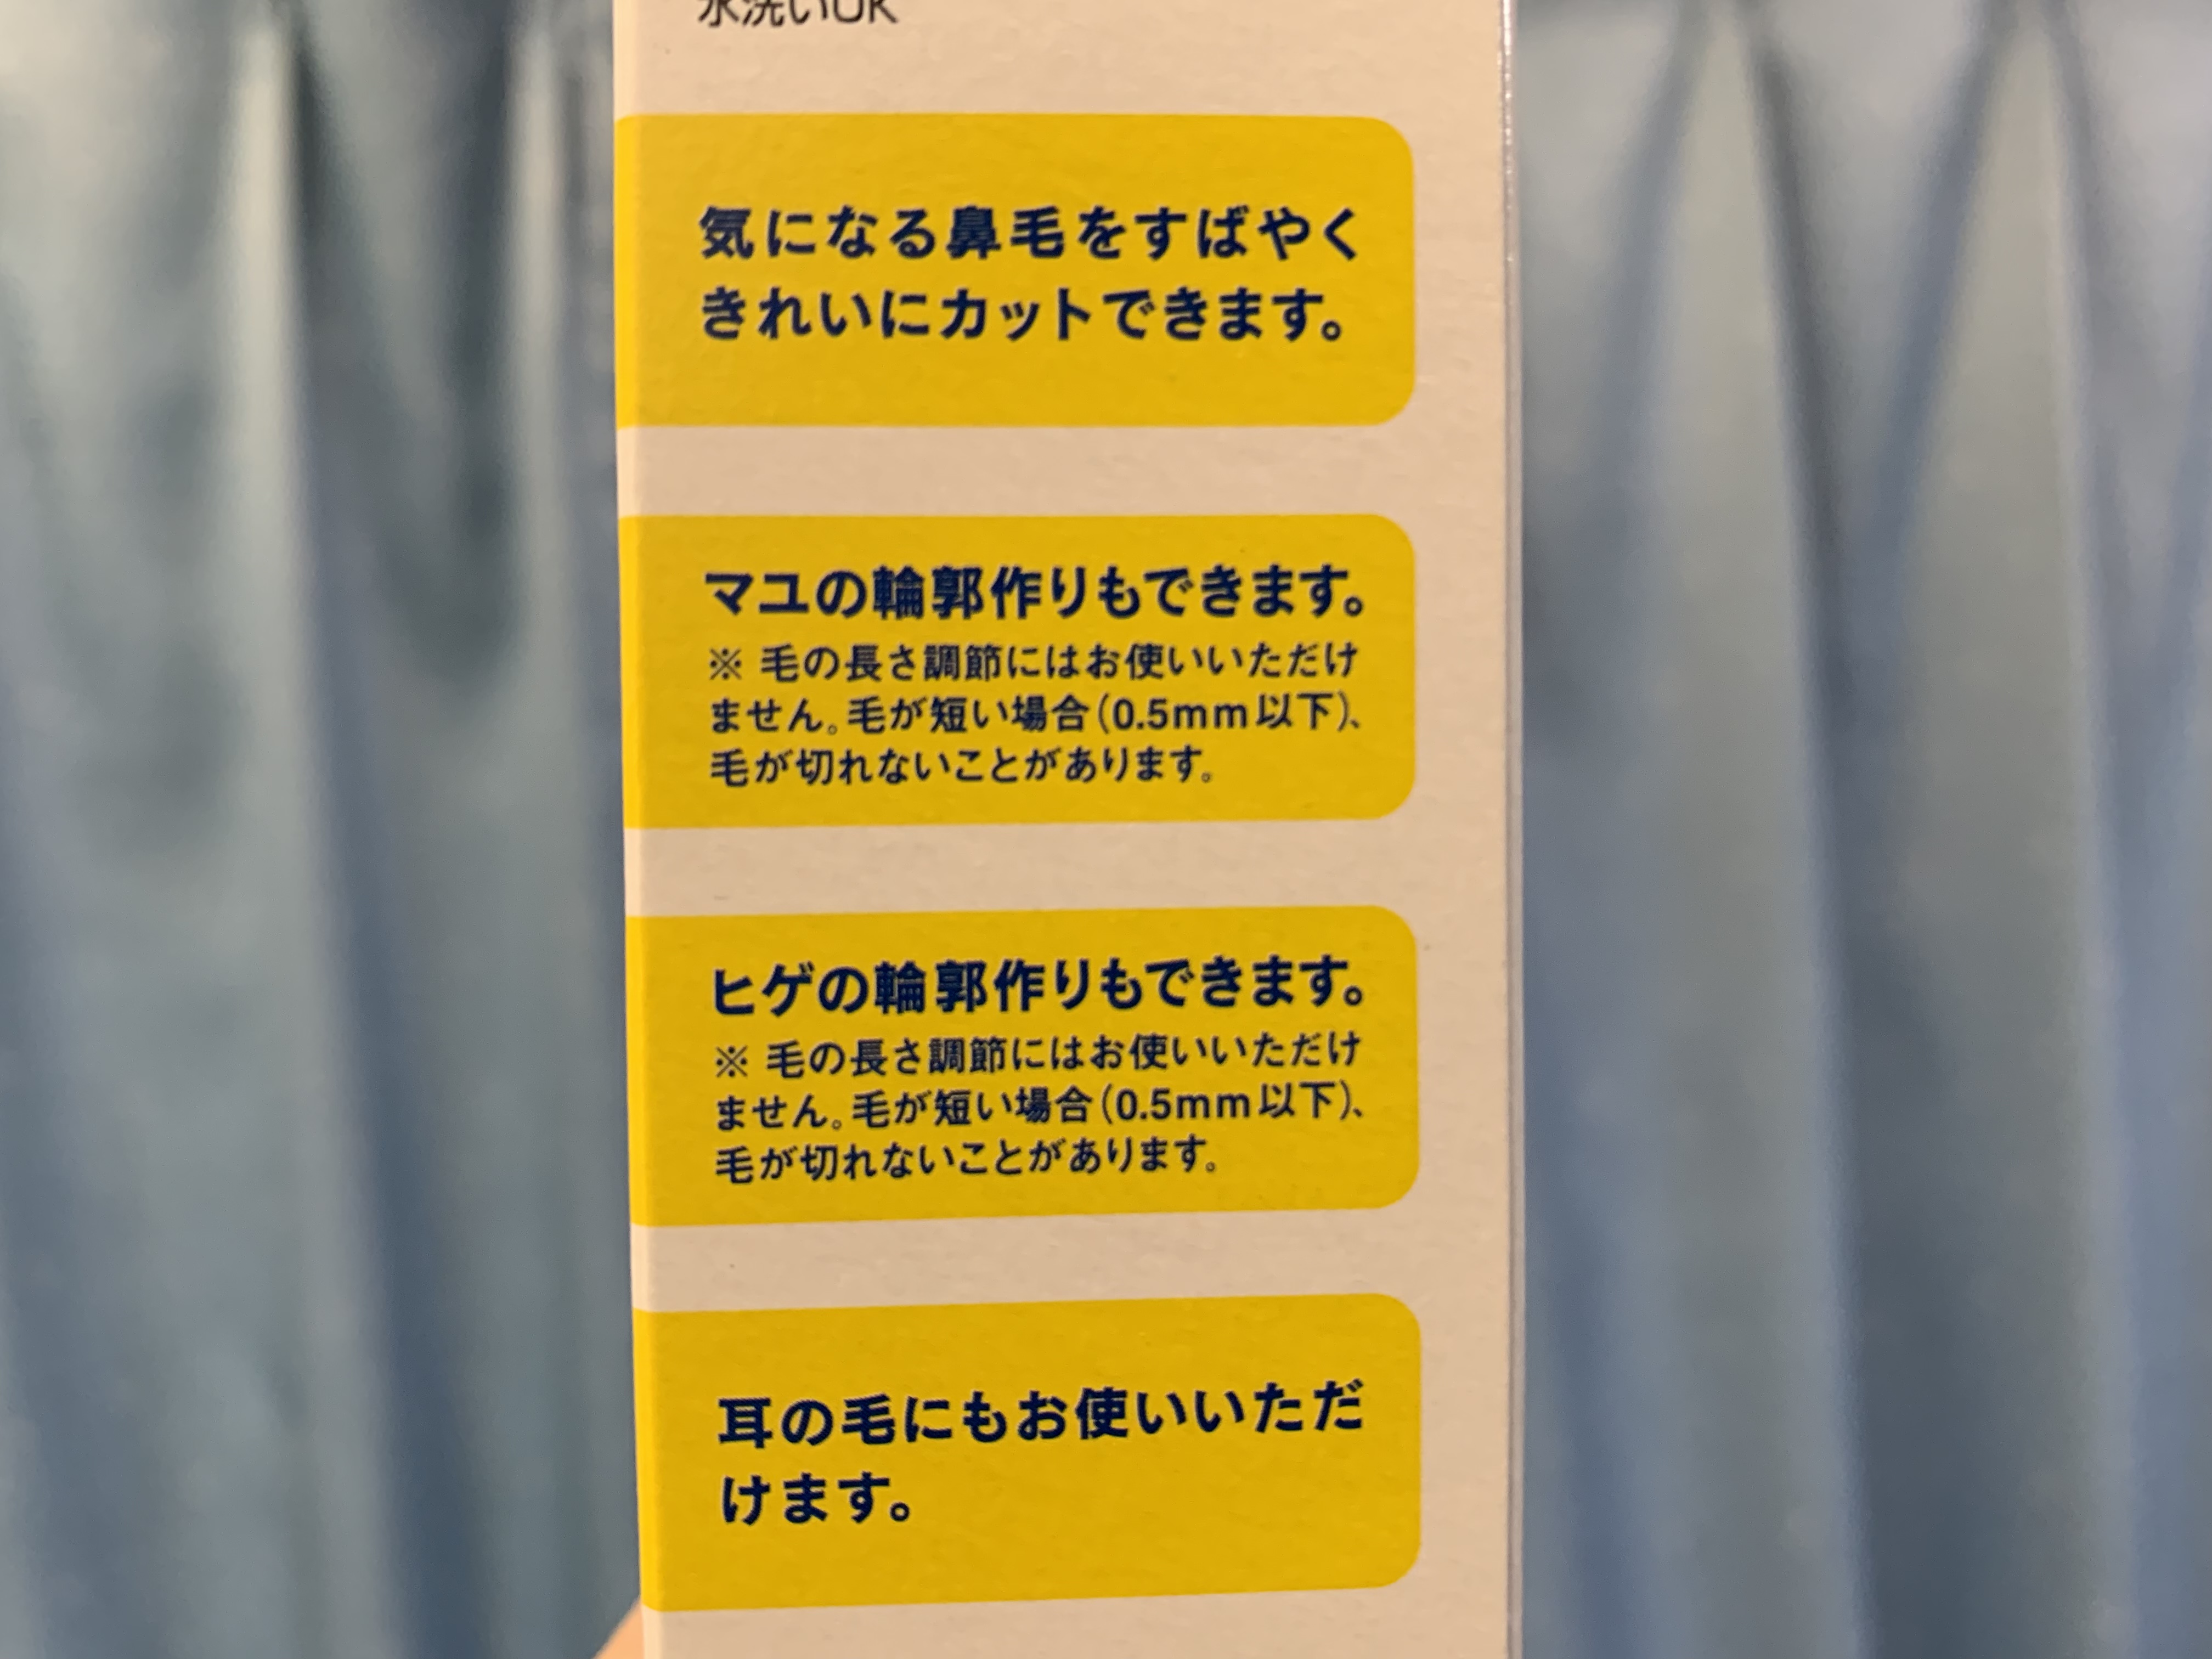 水洗いOK
気になる鼻毛をすばやく
きれいにカットできます。
マユの輪郭作りもできます。
※ 毛の長さ調節にはお使いいただけ
ません。毛が短い場合(0.5mm以下)、
毛が切れないことがあります。
ヒゲの輪郭作りもできます。
※ 毛の長さ調節にはお使いいただけ
ません。毛が短い場合(0.5mm以下)、
毛が切れないことがあります。
耳の毛にもお使いいただ
けます。